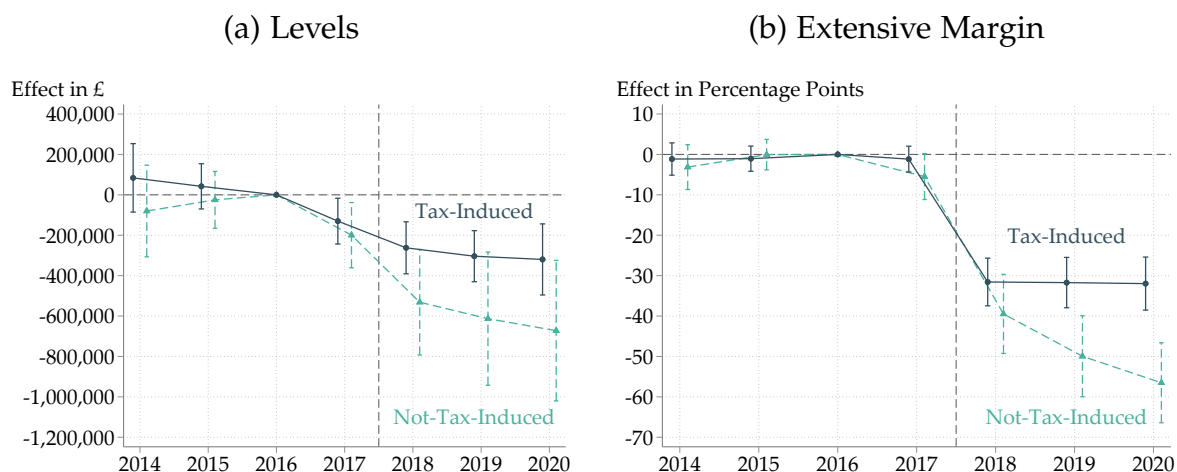 (a) Levels
Effect in £
400,000
200,000
0
-200,000
-400,000
-600,000
-800,000
-1,000,000
-1,200,000
Tax-Induced
Not-Tax-Induced
2014 2015 2016 2017 2018 2019 2020
(b) Extensive Margin
Effect in Percentage Points
10
0
-10
-20
-30
-40
-50
-60
-70
Tax-Induced
Not-Tax-Induced
2014 2015 2016 2017 2018 2019 2020